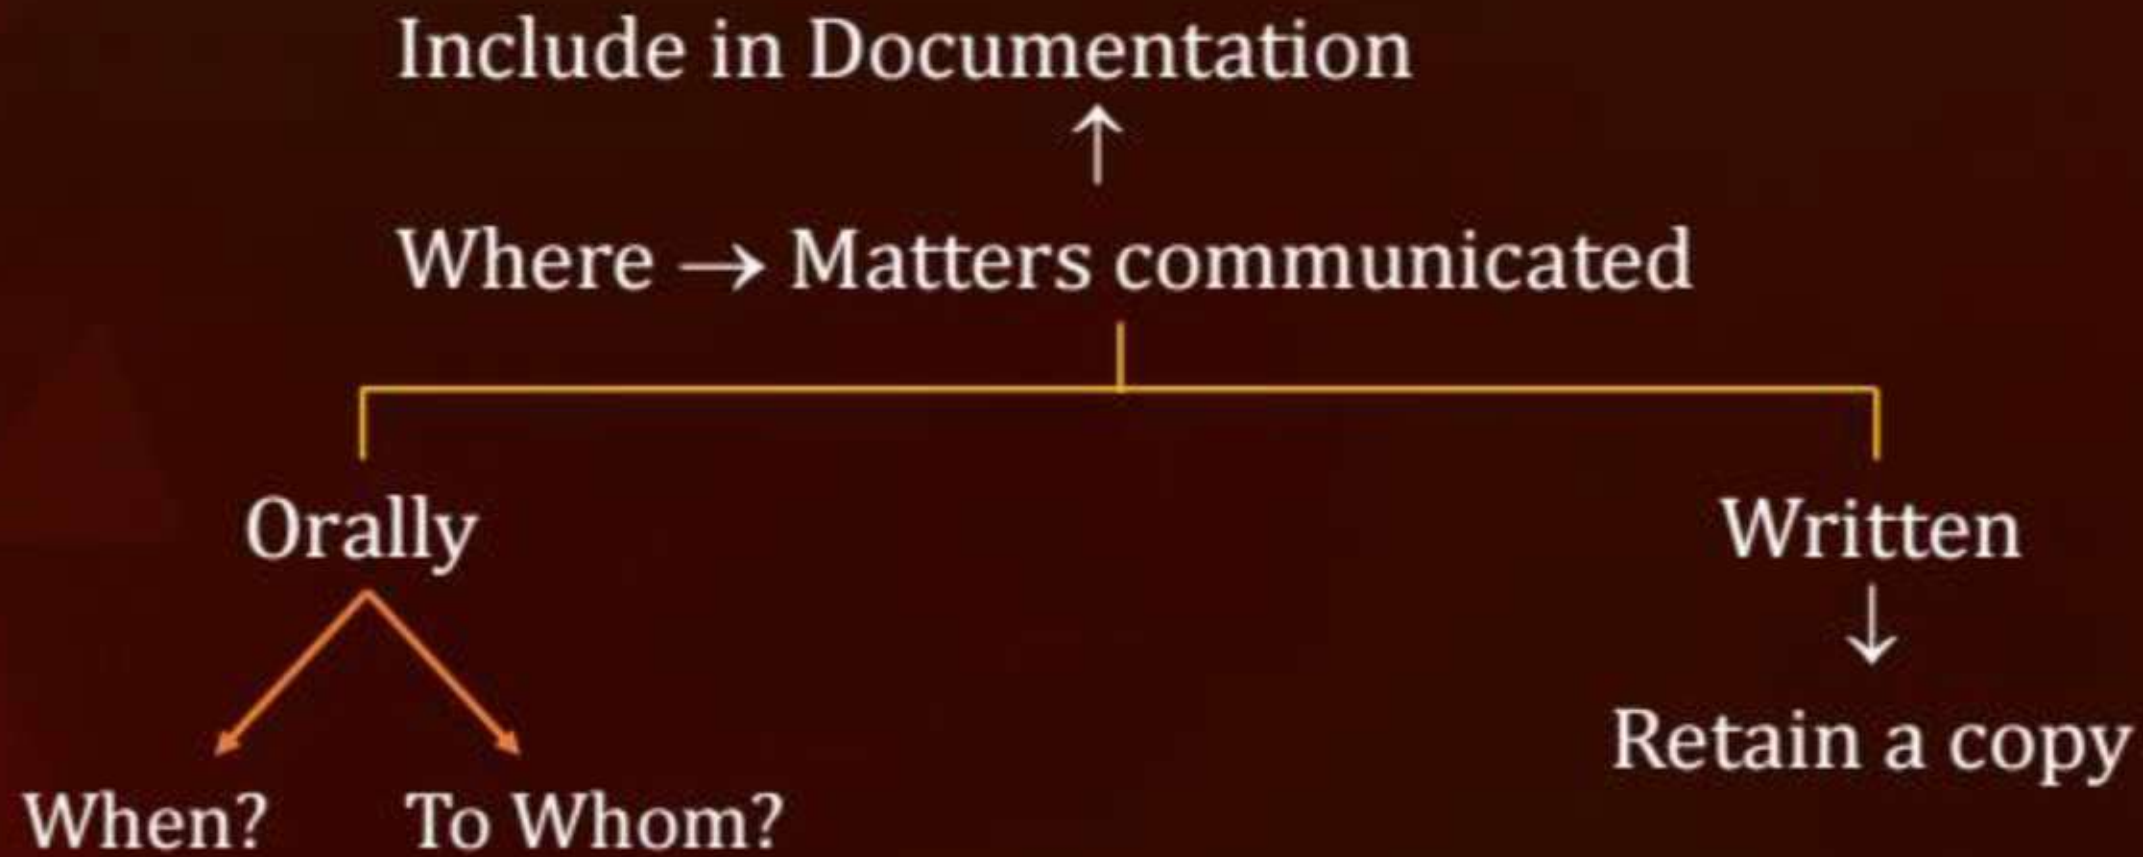 Include in Documentation
↑
Where → Matters communicated
Orally Written
↓
Retain a copy
When? To Whom?